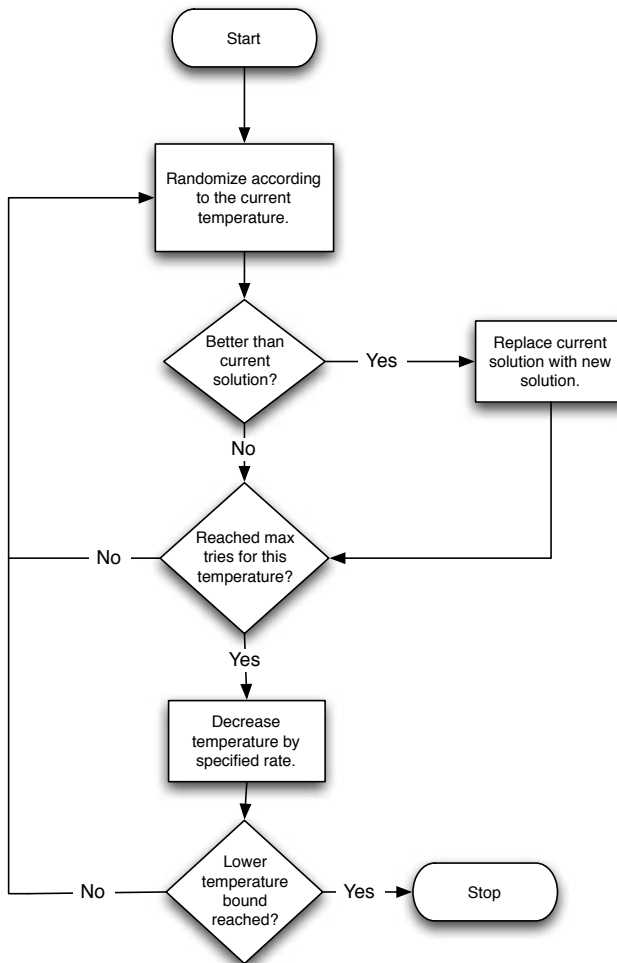 Start
Randomize according
to the current
temperature.
Better than
current
solution?
Yes
Replace current
solution with new
solution.
No
Reached max
tries for this
temperature?
No
Yes
Decrease
temperature by
specified rate.
Lower
temperature
bound
reached?
No
Yes
Stop